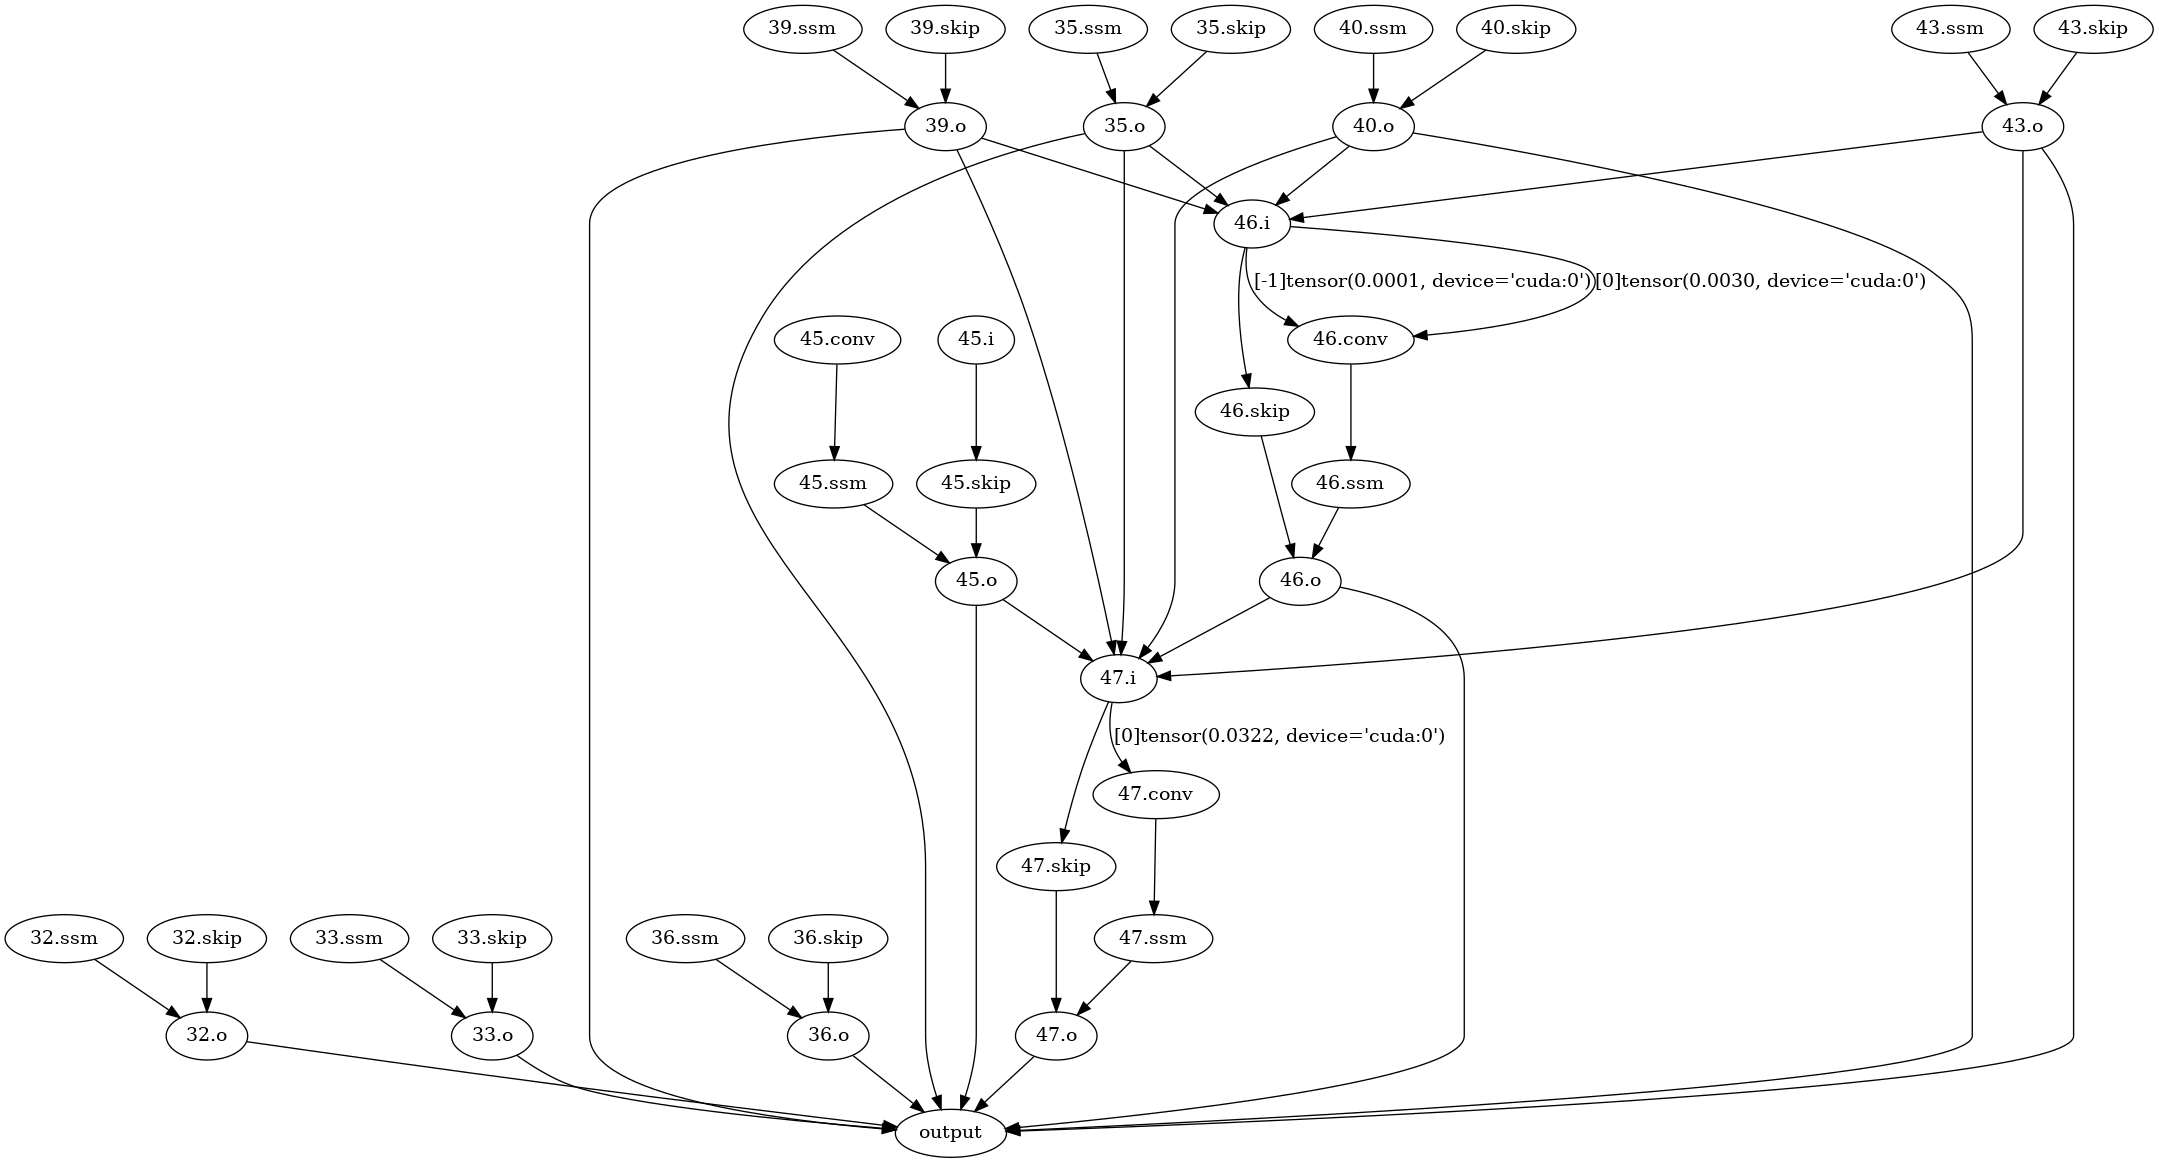 39.ssm
39.skip
35.ssm
35.skip
40.ssm
40.skip
43.ssm
43.skip
39.o
35.o
40.o
43.o
46.i
[-1]tensor(0.0001, device='cuda:0')
[0]tensor(0.0030, device='cuda:0')
45.conv
45.i
46.conv
46.skip
45.ssm
45.skip
46.ssm
45.o
46.o
47.i
[0]tensor(0.0322, device='cuda:0')
47.conv
47.skip
32.ssm
32.skip
33.ssm
33.skip
36.ssm
36.skip
47.ssm
32.o
33.o
36.o
47.o
output